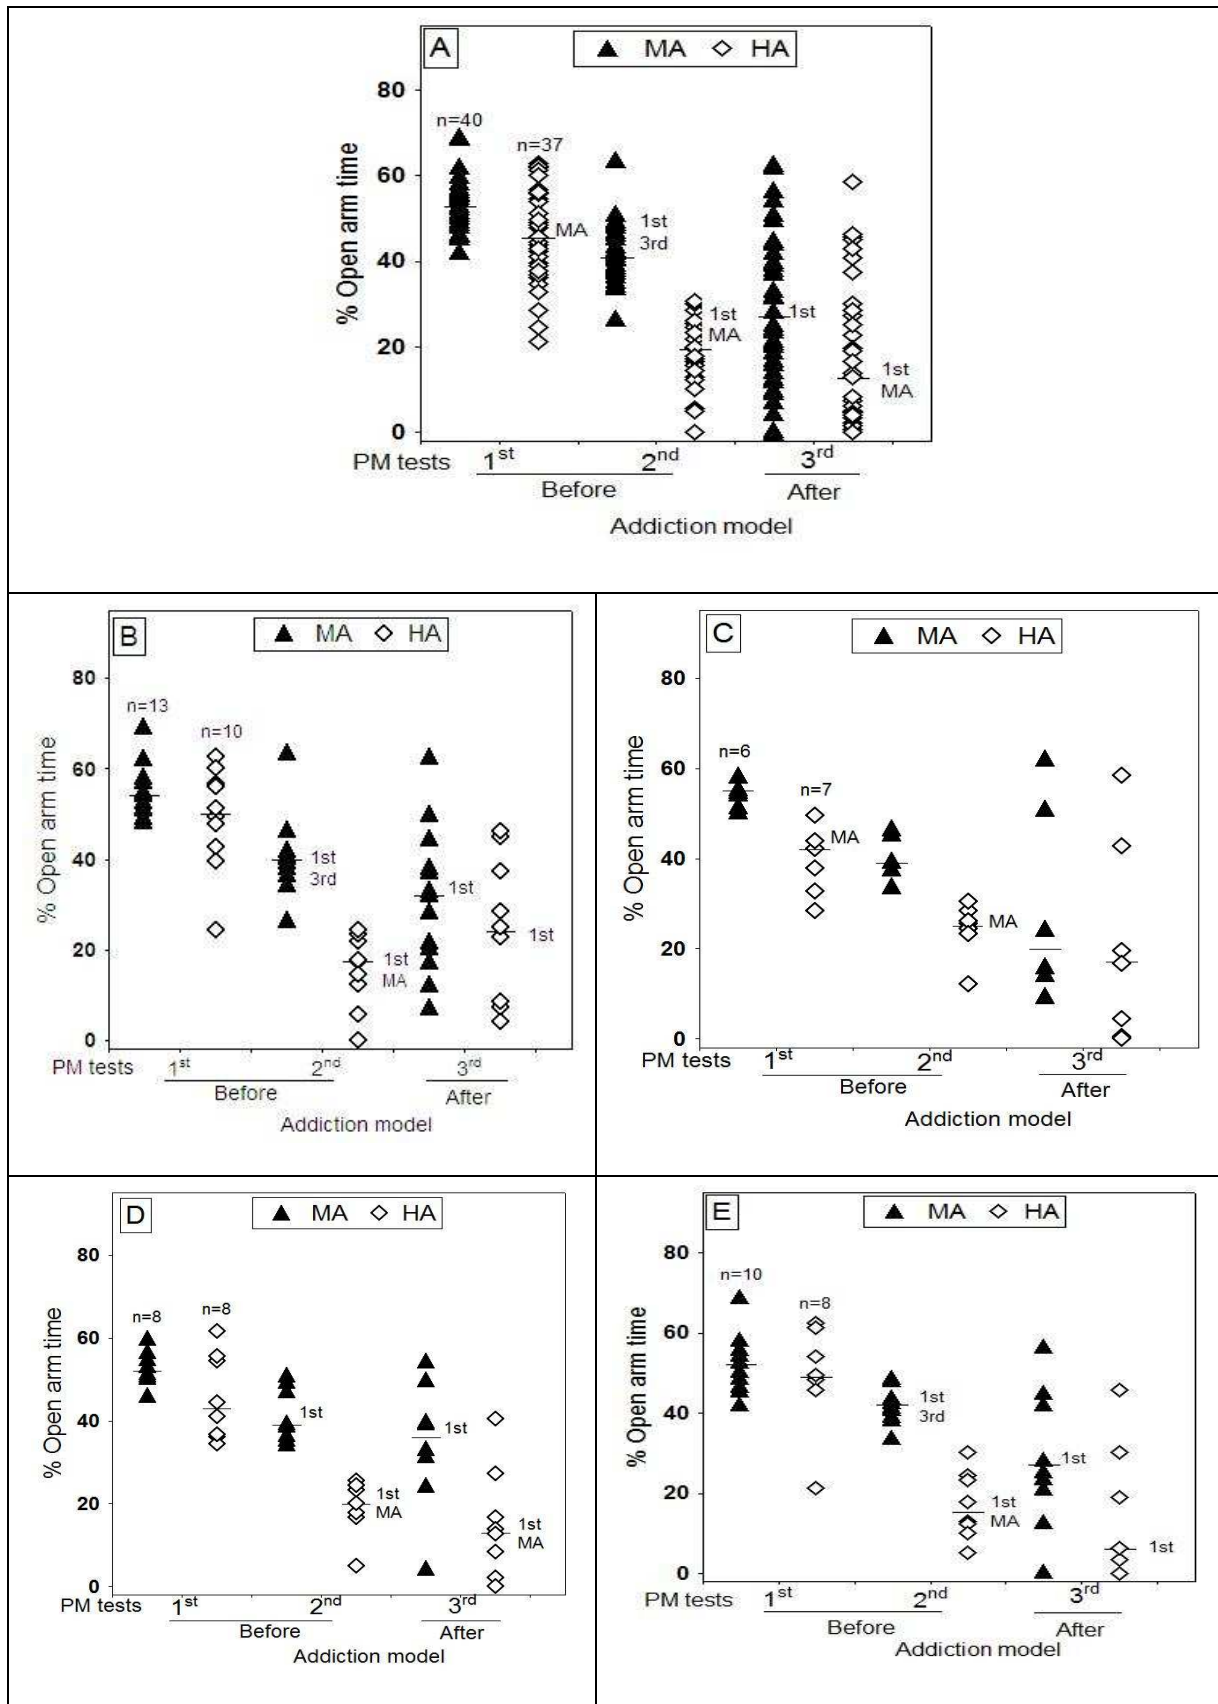 A
MA HA
% Open arm time
80
60
40
20
0
n=40
n=37
MA
1st
3rd
1st
MA
1st
1st
MA
PM tests 1st 2nd 3rd
Before After
Addiction model
B
MA HA
% Open arm time
80
60
40
20
0
n=13
n=10
1st
3rd
1st
MA
1st
1st
PM tests 1st 2nd 3rd
Before After
Addiction model
C
MA HA
% Open arm time
80
60
40
20
0
n=6
n=7
MA
MA
PM tests 1st 2nd 3rd
Before After
Addiction model
D
MA HA
% Open arm time
80
60
40
20
0
n=8
n=8
1st
1st
MA
1st
1st
MA
PM tests 1st 2nd 3rd
Before After
Addiction model
E
MA HA
% Open arm time
80
60
40
20
0
n=10
n=8
1st
3rd
1st
MA
1st
1st
PM tests 1st 2nd 3rd
Before After
Addiction model